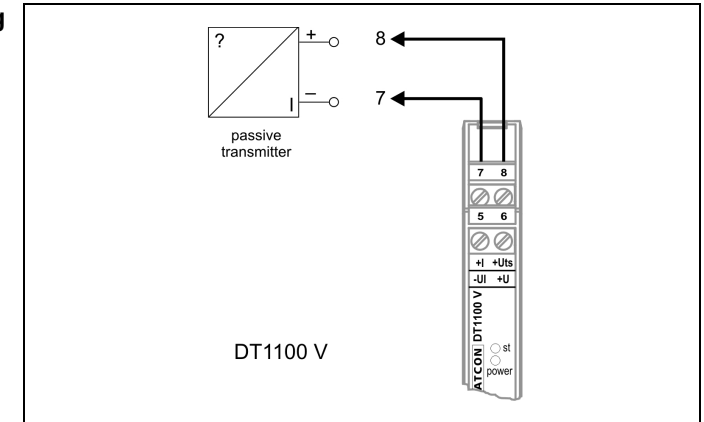 g
? + 8
I – 7
passive
transmitter
7 8
5 6
+I +Uts
-UI +U
DT1100 V
ATCON DT1100 V
st
power